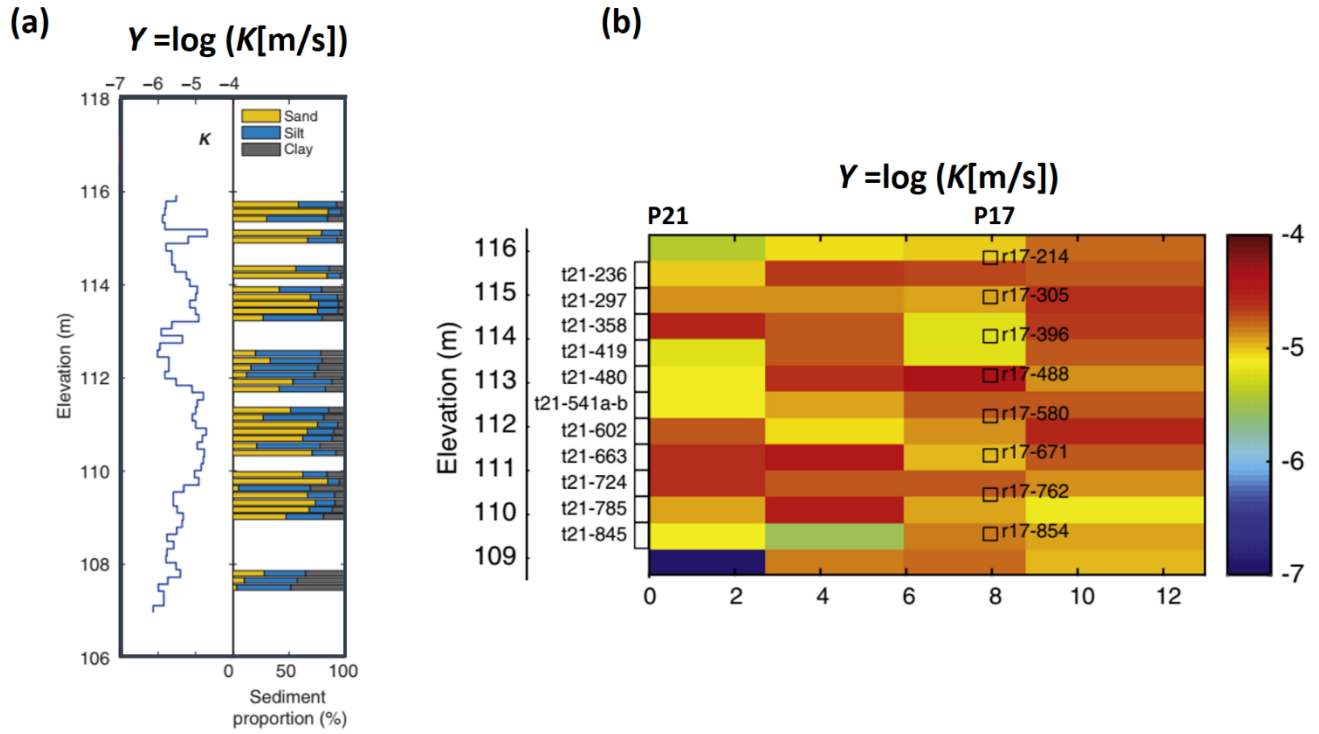 (a)
Y =log (K[m/s])
−7 −6 −5 −4
118
116
114
112
110
108
106
Elevation (m)
K
Sand
Silt
Clay
0 50 100
Sediment
proportion (%)
(b)
Y =log (K[m/s])
P21 P17
116
115
114
113
112
111
110
109
Elevation (m)
t21-236
t21-297
t21-358
t21-419
t21-480
t21-541a-b
t21-602
t21-663
t21-724
t21-785
t21-845
r17-214
r17-305
r17-396
r17-488
r17-580
r17-671
r17-762
r17-854
0 2 4 6 8 10 12
-4
-5
-6
-7